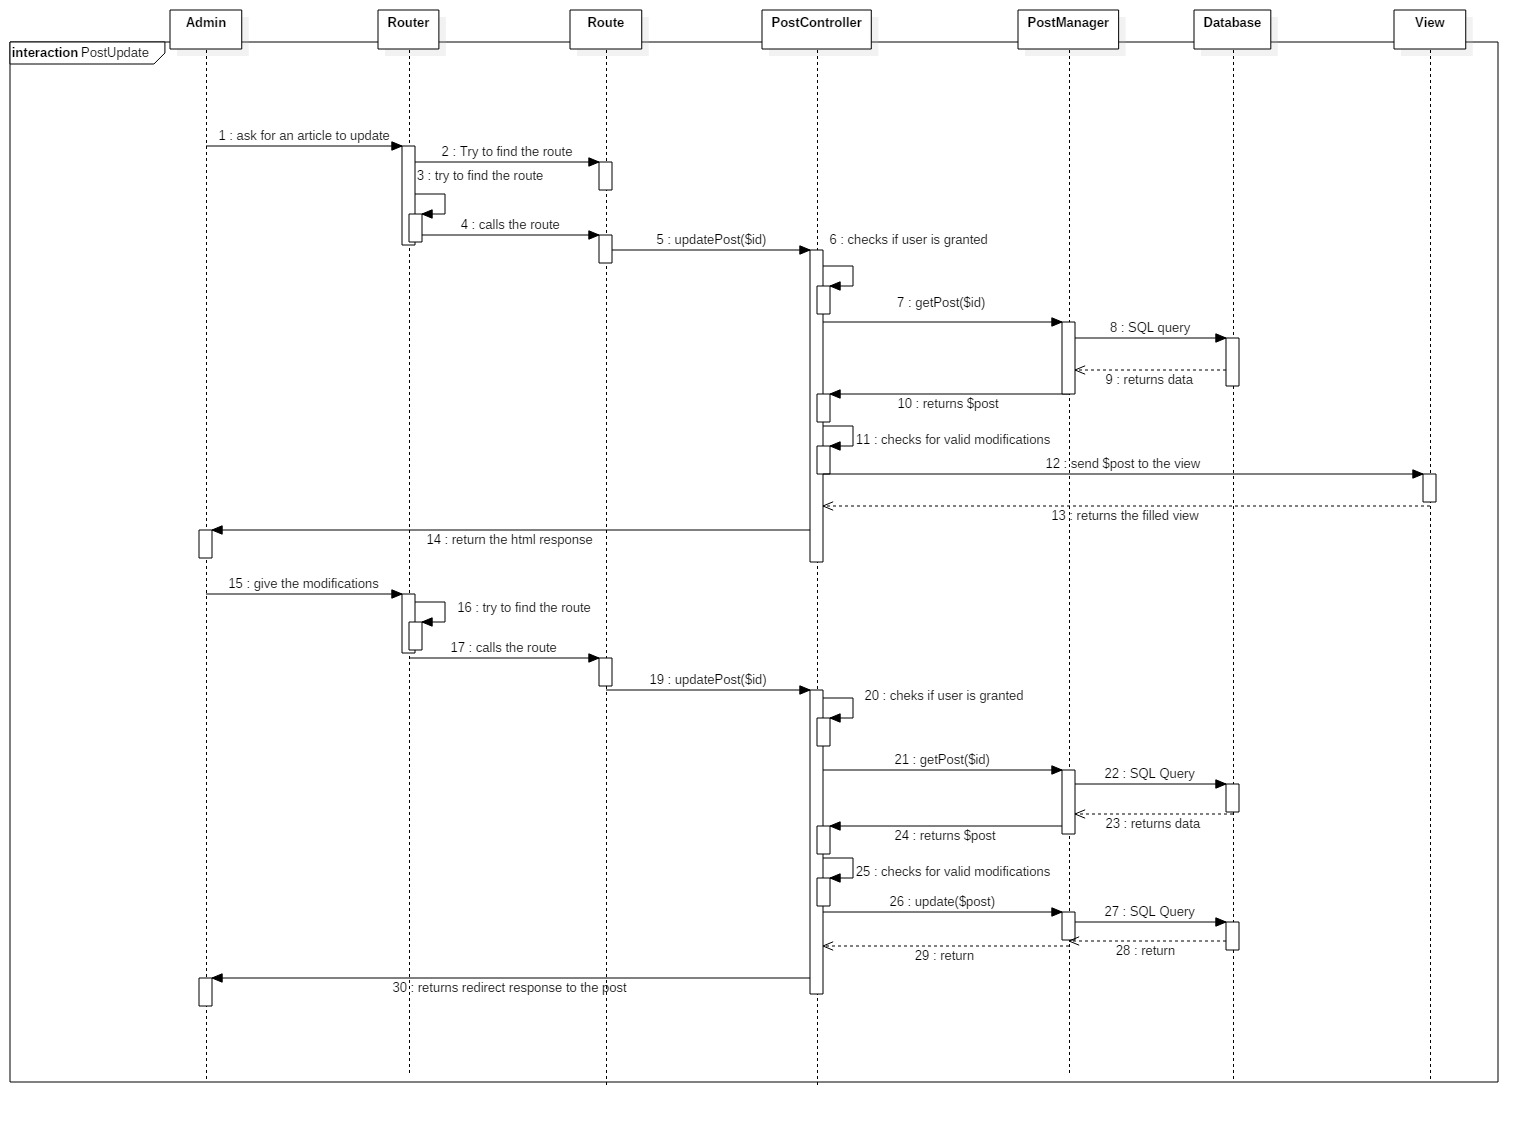 Admin
Router
Route
PostController
PostManager
Database
View
interaction PostUpdate
1 : ask for an article to update
2 : Try to find the route
3 : try to find the route
4 : calls the route
5 : updatePost($id)
6 : checks if user is granted
7 : getPost($id)
8 : SQL query
9 : returns data
10 : returns $post
11 : checks for valid modifications
12 : send $post to the view
13 : returns the filled view
14 : return the html response
15 : give the modifications
16 : try to find the route
17 : calls the route
19 : updatePost($id)
20 : cheks if user is granted
21 : getPost($id)
22 : SQL Query
23 : returns data
24 : returns $post
25 : checks for valid modifications
26 : update($post)
27 : SQL Query
28 : return
29 : return
30 : returns redirect response to the post